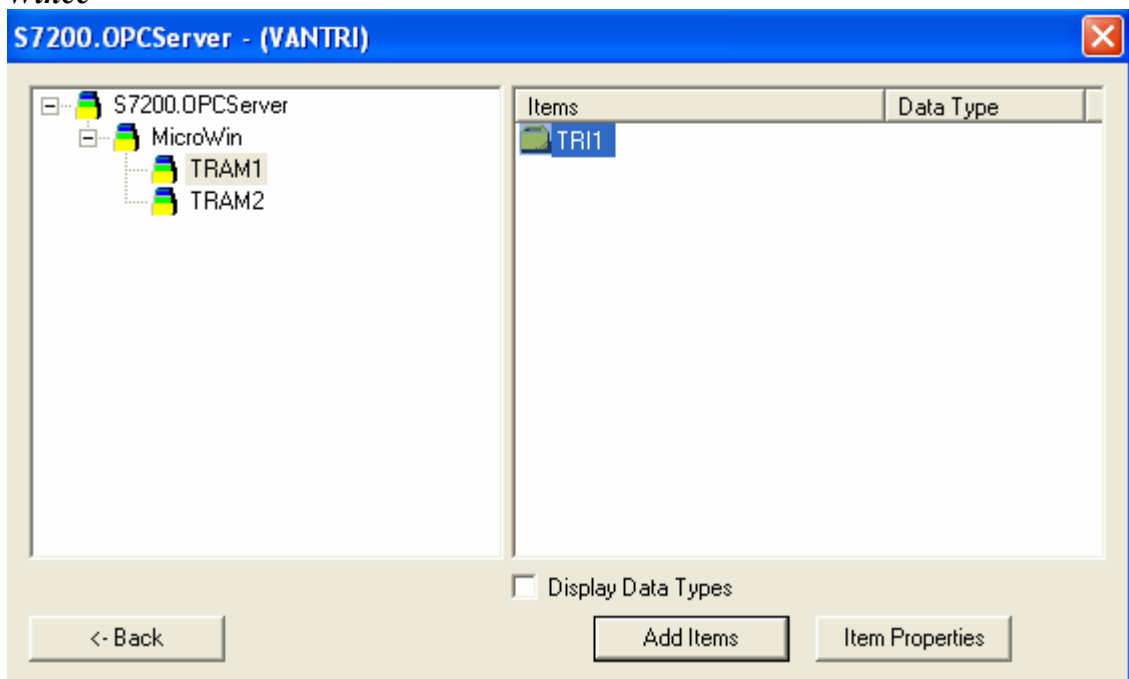 S7200.OPCServer - (VANTRI)
S7200.OPCServer
MicroWin
TRAM1
TRAM2
Items Data Type
TRI1
Display Data Types
<- Back Add Items Item Properties